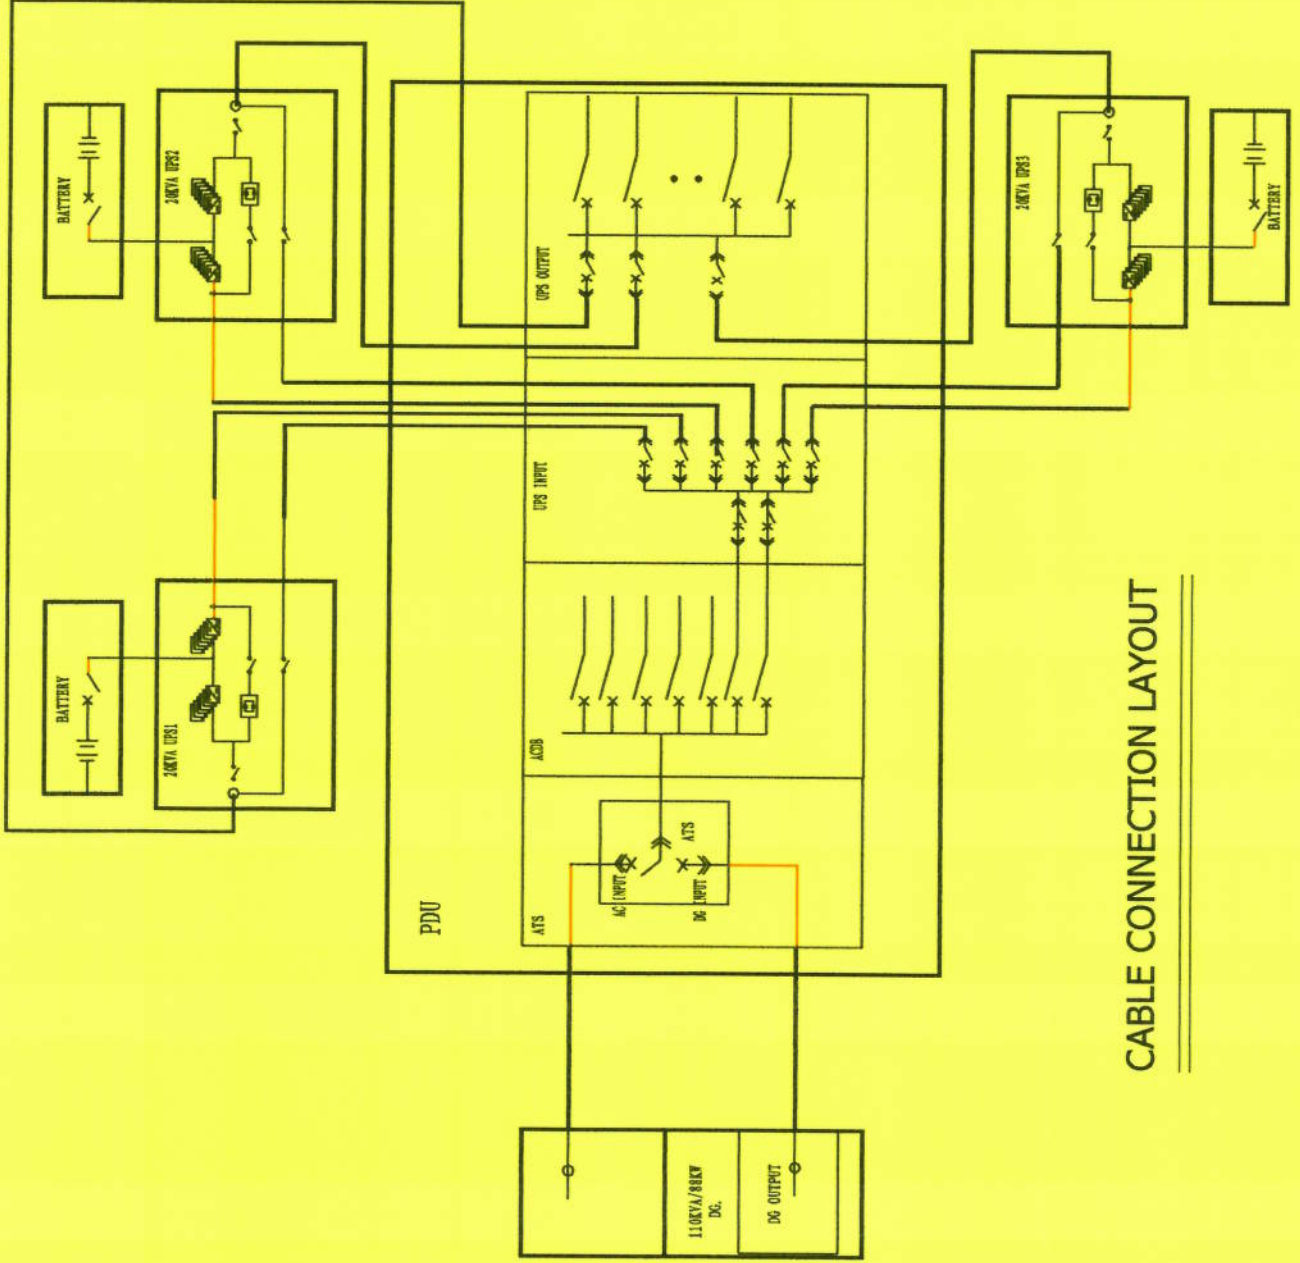 BATTERY
BATTERY
20KVA UPS1
20KVA UPS2
PDU
ATS
ACDB
UPS INPUT
UPS OUTPUT
AC INPUT
ATS
DG INPUT
110KVA/88KW
DG.
DG OUTPUT
20KVA UPS3
BATTERY
CABLE CONNECTION LAYOUT